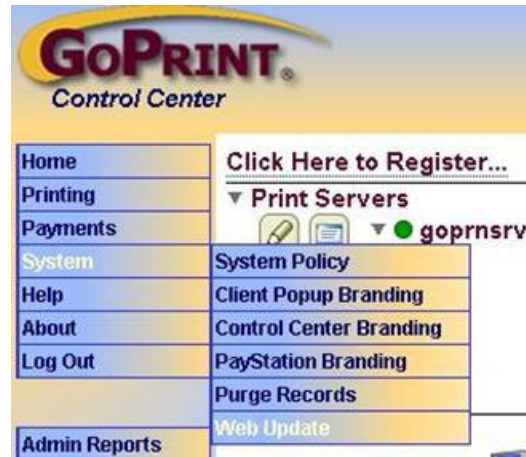 GOPRINT®
Control Center
Home
Printing
Payments
System
Help
About
Log Out
Admin Reports
Click Here to Register...
Print Servers
goprnsrv
System Policy
Client Popup Branding
Control Center Branding
PayStation Branding
Purge Records
Web Update